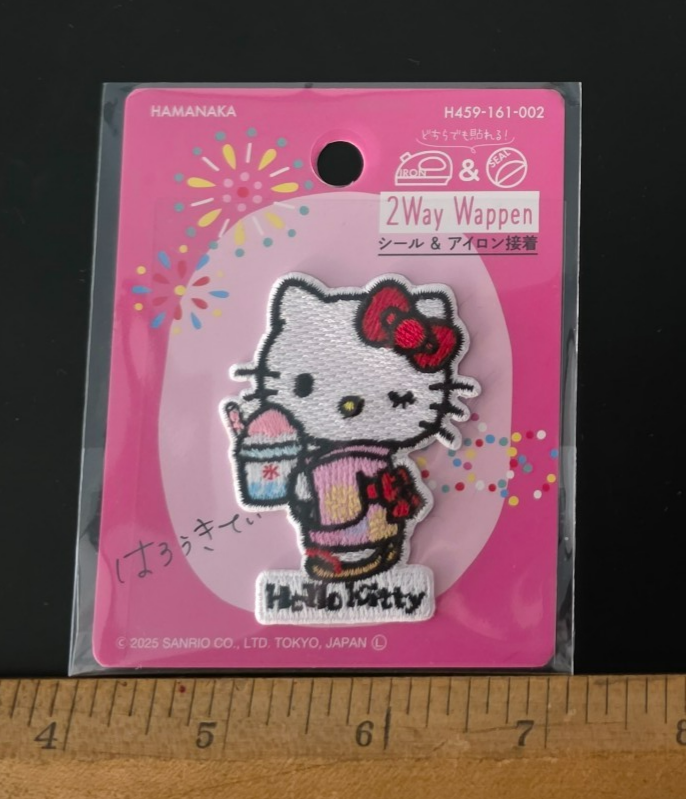 HAMANAKA
H459-161-002
どちらでも貼れる!
IRON & SEAL
2Way Wappen
シール & アイロン接着
氷
はろうきてぃ
Hello Kitty
© 2025 SANRIO CO., LTD. TOKYO, JAPAN Ⓛ
4 5 6 7 8